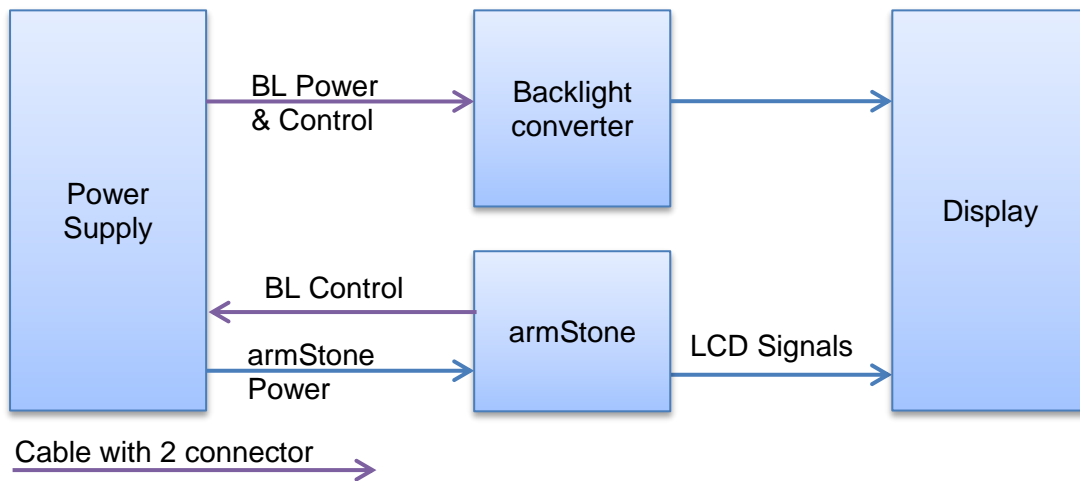 BL Power
& Control
Backlight
converter
Power
Supply
Display
BL Control
armStone
LCD Signals
armStone
Power
Cable with 2 connector